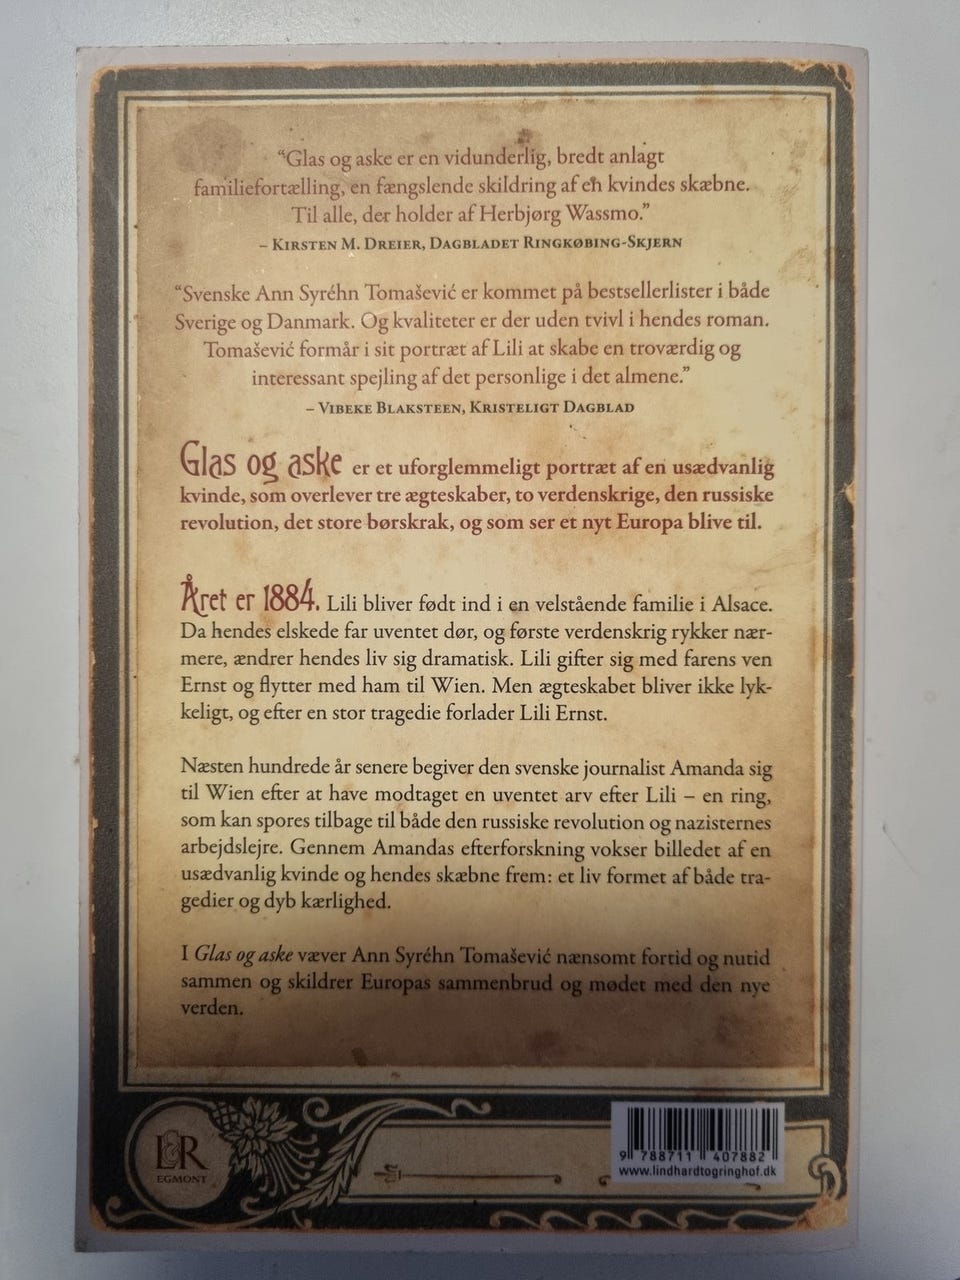 “Glas og aske er en vidunderlig, bredt anlagt
familiefortælling, en fængslende skildring af en kvindes skæbne.
Til alle, der holder af Herbjørg Wassmo.”
– Kirsten M. Dreier, Dagbladet Ringkøbing-Skjern
“Svenske Ann Syréhn Tomašević er kommet på bestsellerlister i både
Sverige og Danmark. Og kvaliteter er der uden tvivl i hendes roman.
Tomašević formår i sit portræt af Lili at skabe en troværdig og
interessant spejling af det personlige i det almene.”
– Vibeke Blaksteen, Kristeligt Dagblad
Glas og aske er et uforglemmeligt portræt af en usædvanlig
kvinde, som overlever tre ægteskaber, to verdenskrige, den russiske
revolution, det store børskrak, og som ser et nyt Europa blive til.
Året er 1884. Lili bliver født ind i en velstående familie i Alsace.
Da hendes elskede far uventet dør, og første verdenskrig rykker nær-
mere, ændrer hendes liv sig dramatisk. Lili gifter sig med farens ven
Ernst og flytter med ham til Wien. Men ægteskabet bliver ikke lyk-
keligt, og efter en stor tragedie forlader Lili Ernst.
Næsten hundrede år senere begiver den svenske journalist Amanda sig
til Wien efter at have modtaget en uventet arv efter Lili – en ring,
som kan spores tilbage til både den russiske revolution og nazisternes
arbejdslejre. Gennem Amandas efterforskning vokser billedet af en
usædvanlig kvinde og hendes skæbne frem: et liv formet af både tra-
gedier og dyb kærlighed.
I Glas og aske væver Ann Syréhn Tomašević nænsomt fortid og nutid
sammen og skildrer Europas sammenbrud og mødet med den nye
verden.
L&R
EGMONT
9 788711 407882
www.lindhardtogringhof.dk